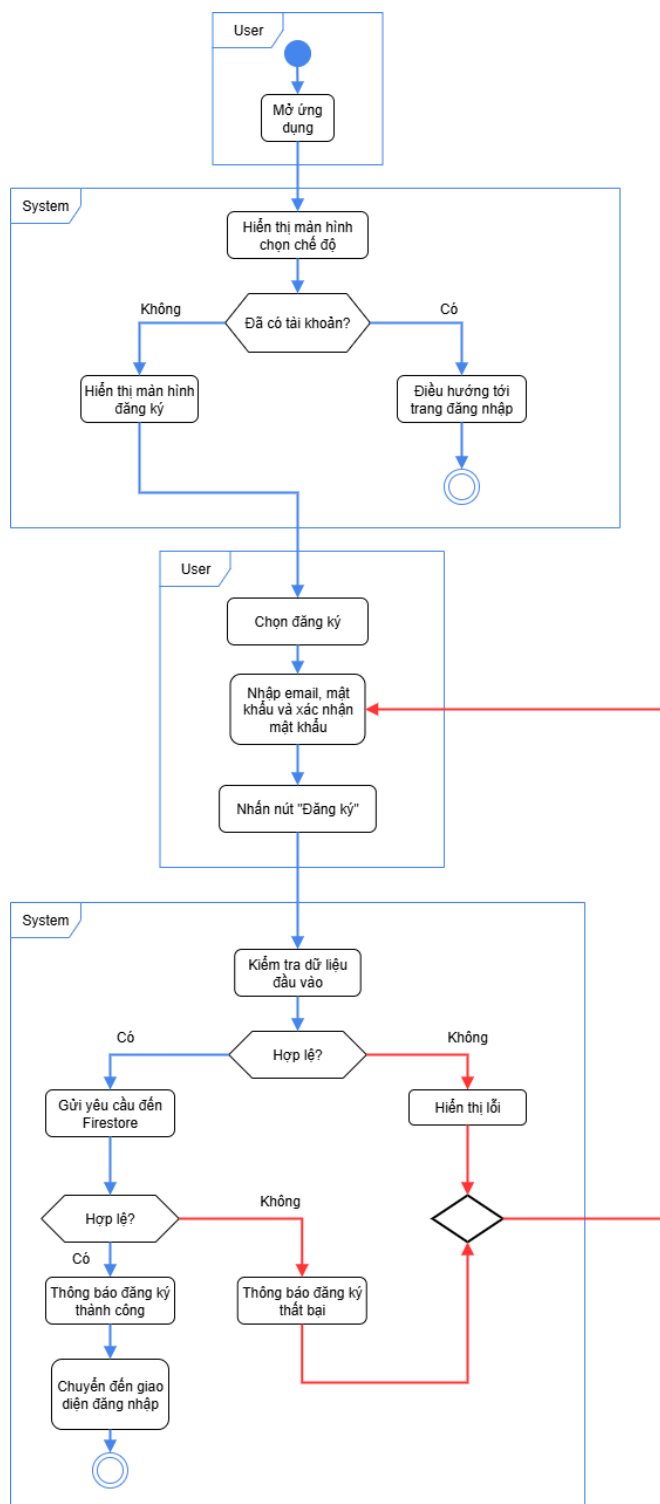 User
Mở ứng
dụng
System
Hiển thị màn hình
chọn chế độ
Không
Đã có tài khoản?
Có
Hiển thị màn hình
đăng ký
Điều hướng tới
trang đăng nhập
User
Chọn đăng ký
Nhập email, mật
khẩu và xác nhận
mật khẩu
Nhấn nút "Đăng ký"
System
Kiểm tra dữ liệu
đầu vào
Có
Hợp lệ?
Không
Gửi yêu cầu đến
Firestore
Hiển thị lỗi
Hợp lệ?
Không
Có
Thông báo đăng ký
thành công
Thông báo đăng ký
thất bại
Chuyển đến giao
diện đăng nhập